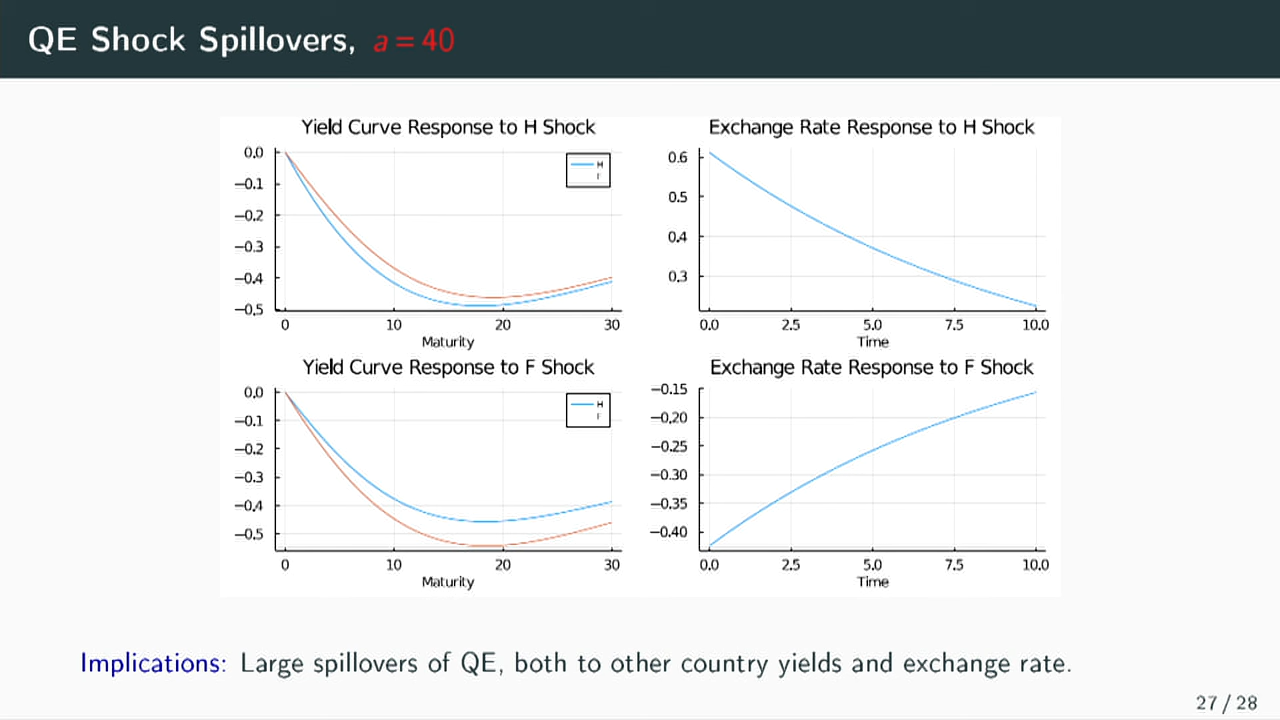 QE Shock Spillovers, a = 40
Yield Curve Response to H Shock
0.0
−0.1
−0.2
−0.3
−0.4
−0.5
H
F
0 10 20 30
Maturity
Exchange Rate Response to H Shock
0.6
0.5
0.4
0.3
0.0 2.5 5.0 7.5 10.0
Time
Yield Curve Response to F Shock
0.0
−0.1
−0.2
−0.3
−0.4
−0.5
H
F
0 10 20 30
Maturity
Exchange Rate Response to F Shock
−0.15
−0.20
−0.25
−0.30
−0.35
−0.40
0.0 2.5 5.0 7.5 10.0
Time
Implications: Large spillovers of QE, both to other country yields and exchange rate.
27 / 28